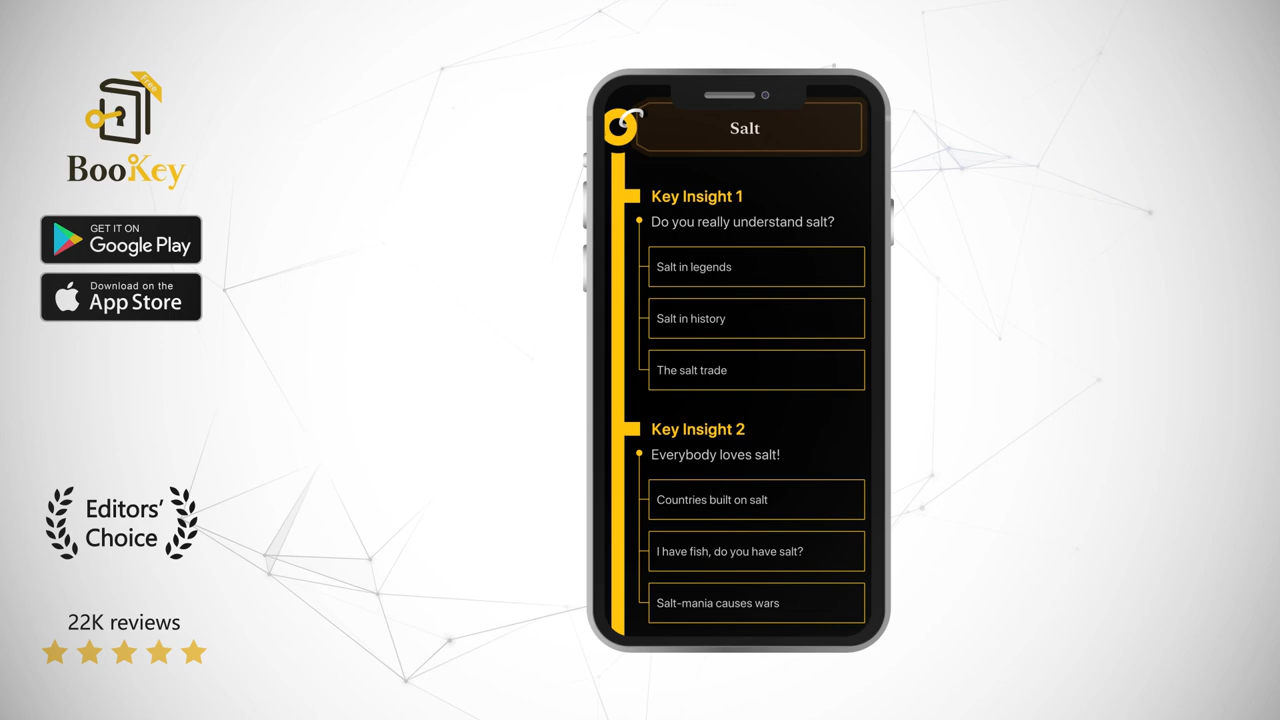 Free
BooKey
GET IT ON
Google Play
Download on the
App Store
Editors’
Choice
22K reviews
Salt
Key Insight 1
Do you really understand salt?
Salt in legends
Salt in history
The salt trade
Key Insight 2
Everybody loves salt!
Countries built on salt
I have fish, do you have salt?
Salt-mania causes wars